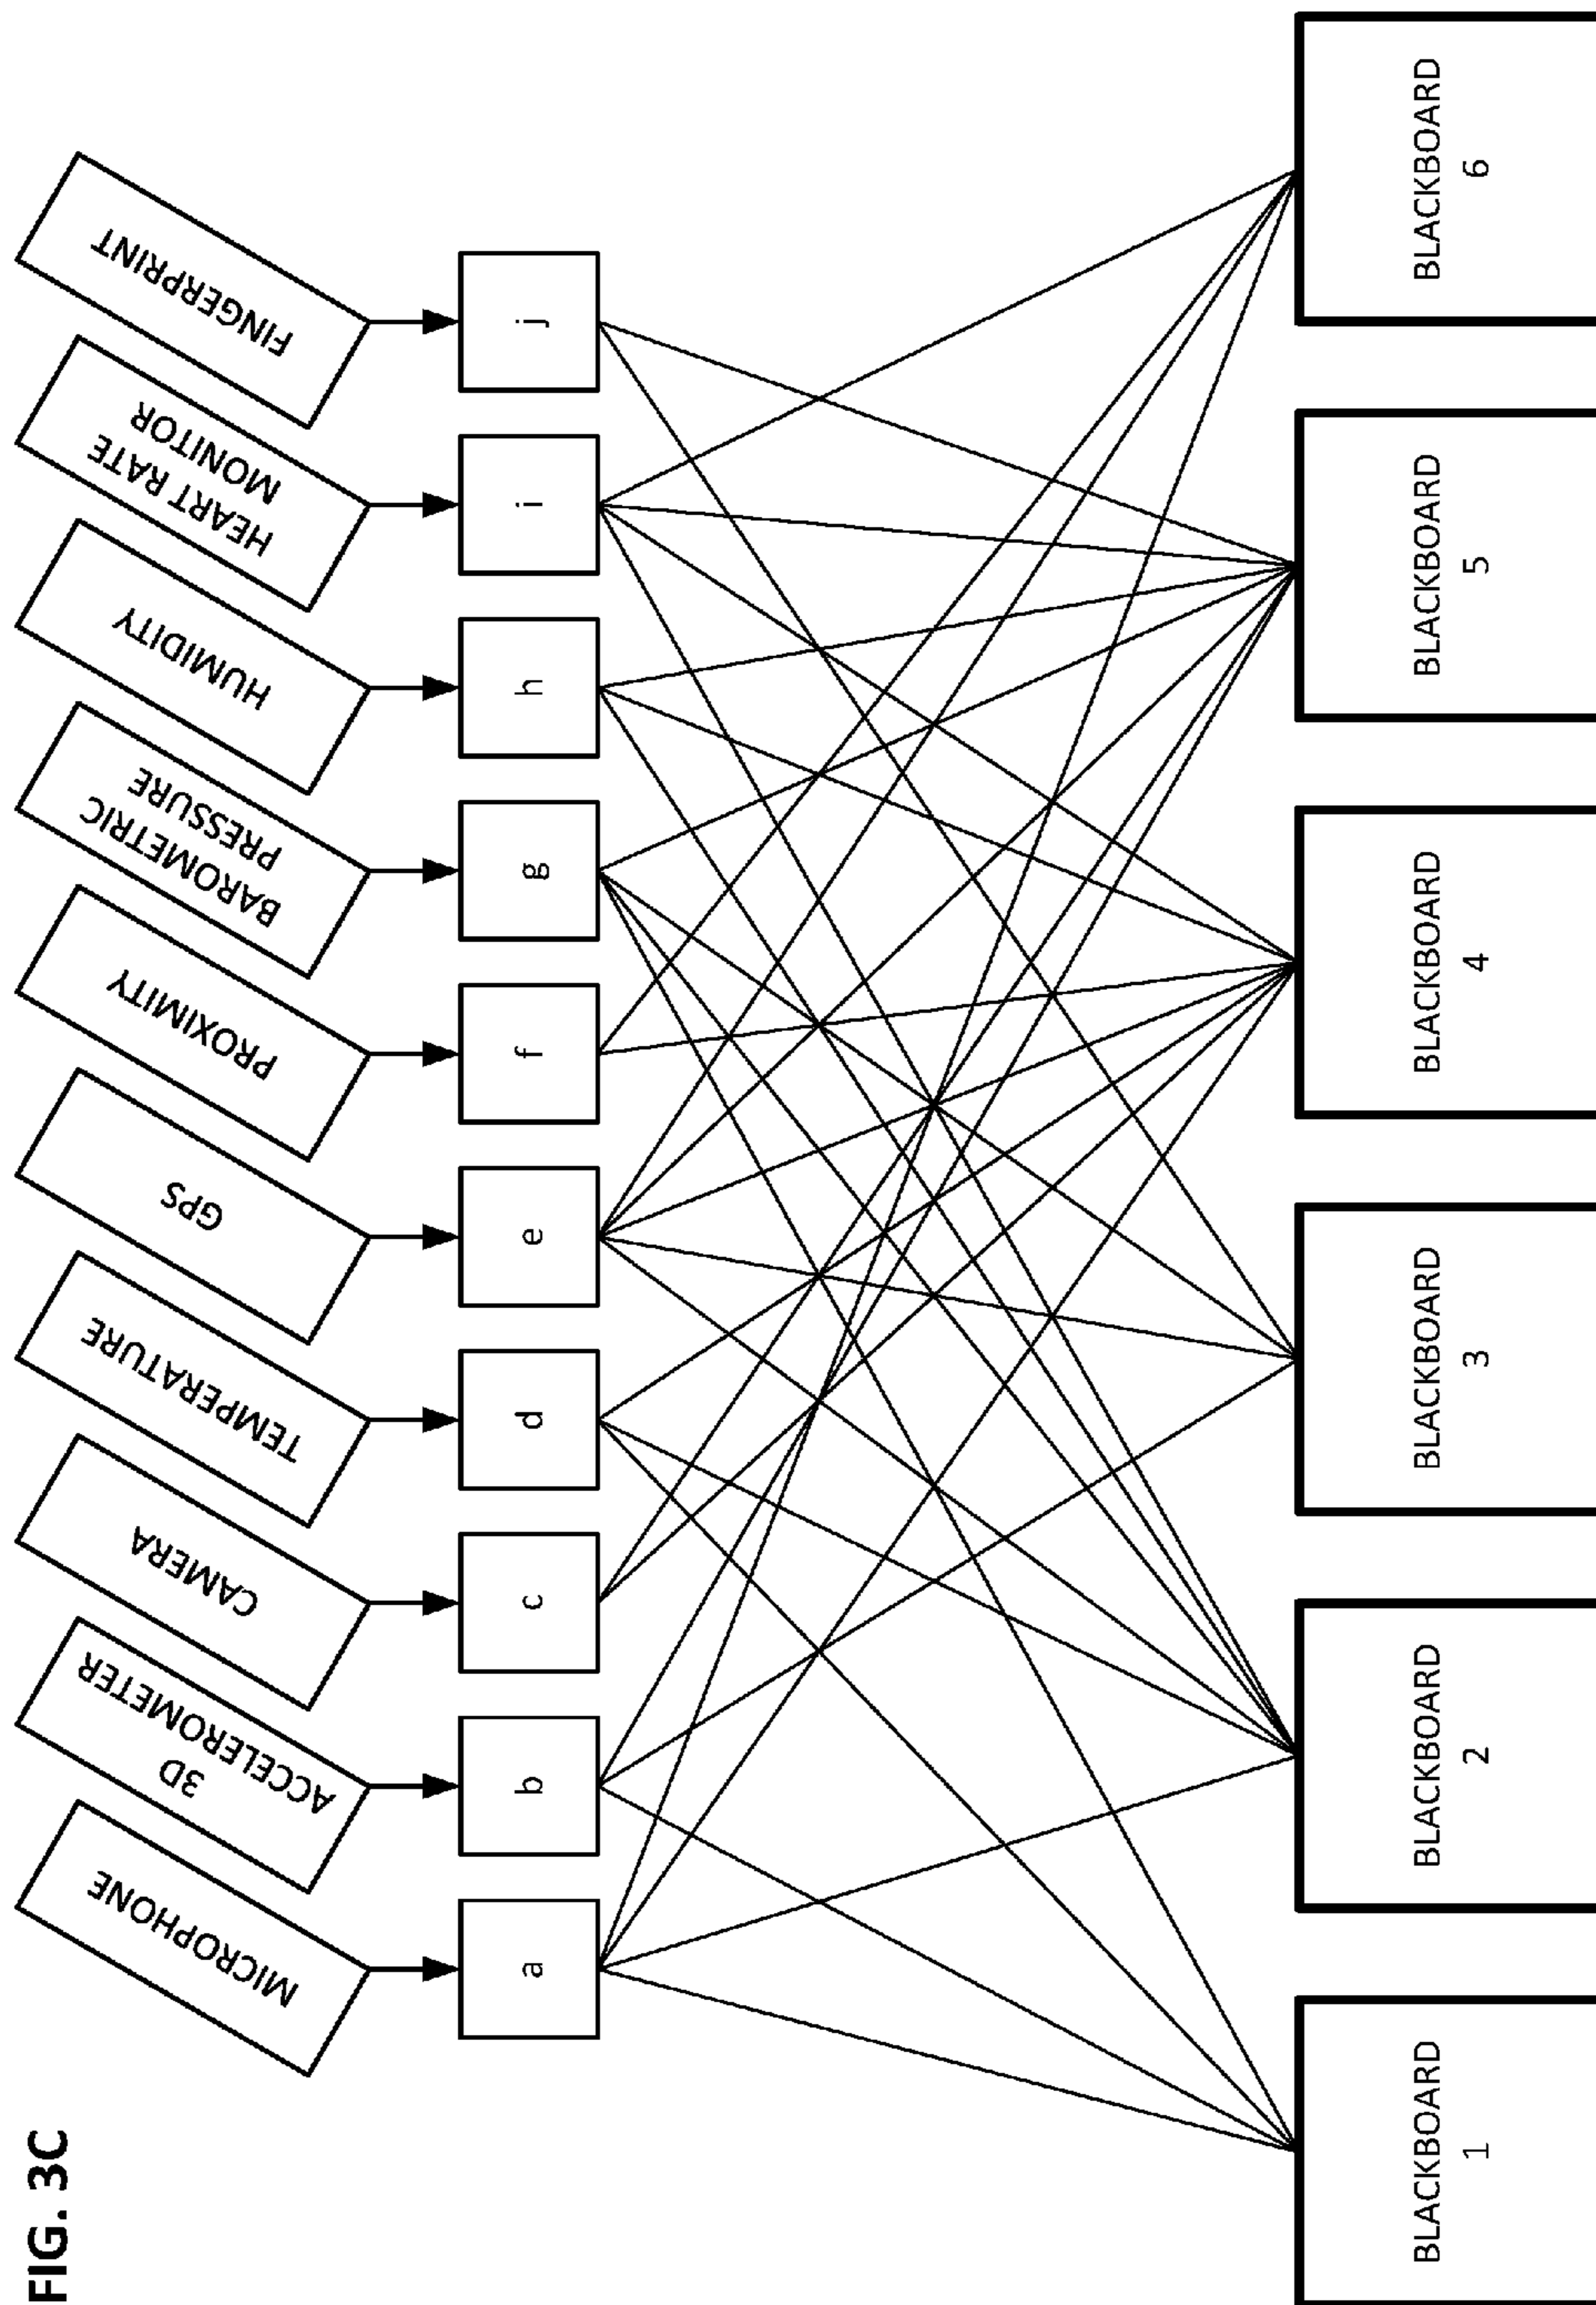 FIG. 3C
MICROPHONE
3D
ACCELEROMETER
CAMERA
TEMPERATURE
GPS
PROXIMITY
BAROMETRIC
PRESSURE
HUMIDITY
HEART RATE
MONITOR
FINGERPRINT
a
b
c
d
e
f
g
h
i
j
BLACKBOARD
1
BLACKBOARD
2
BLACKBOARD
3
BLACKBOARD
4
BLACKBOARD
5
BLACKBOARD
6